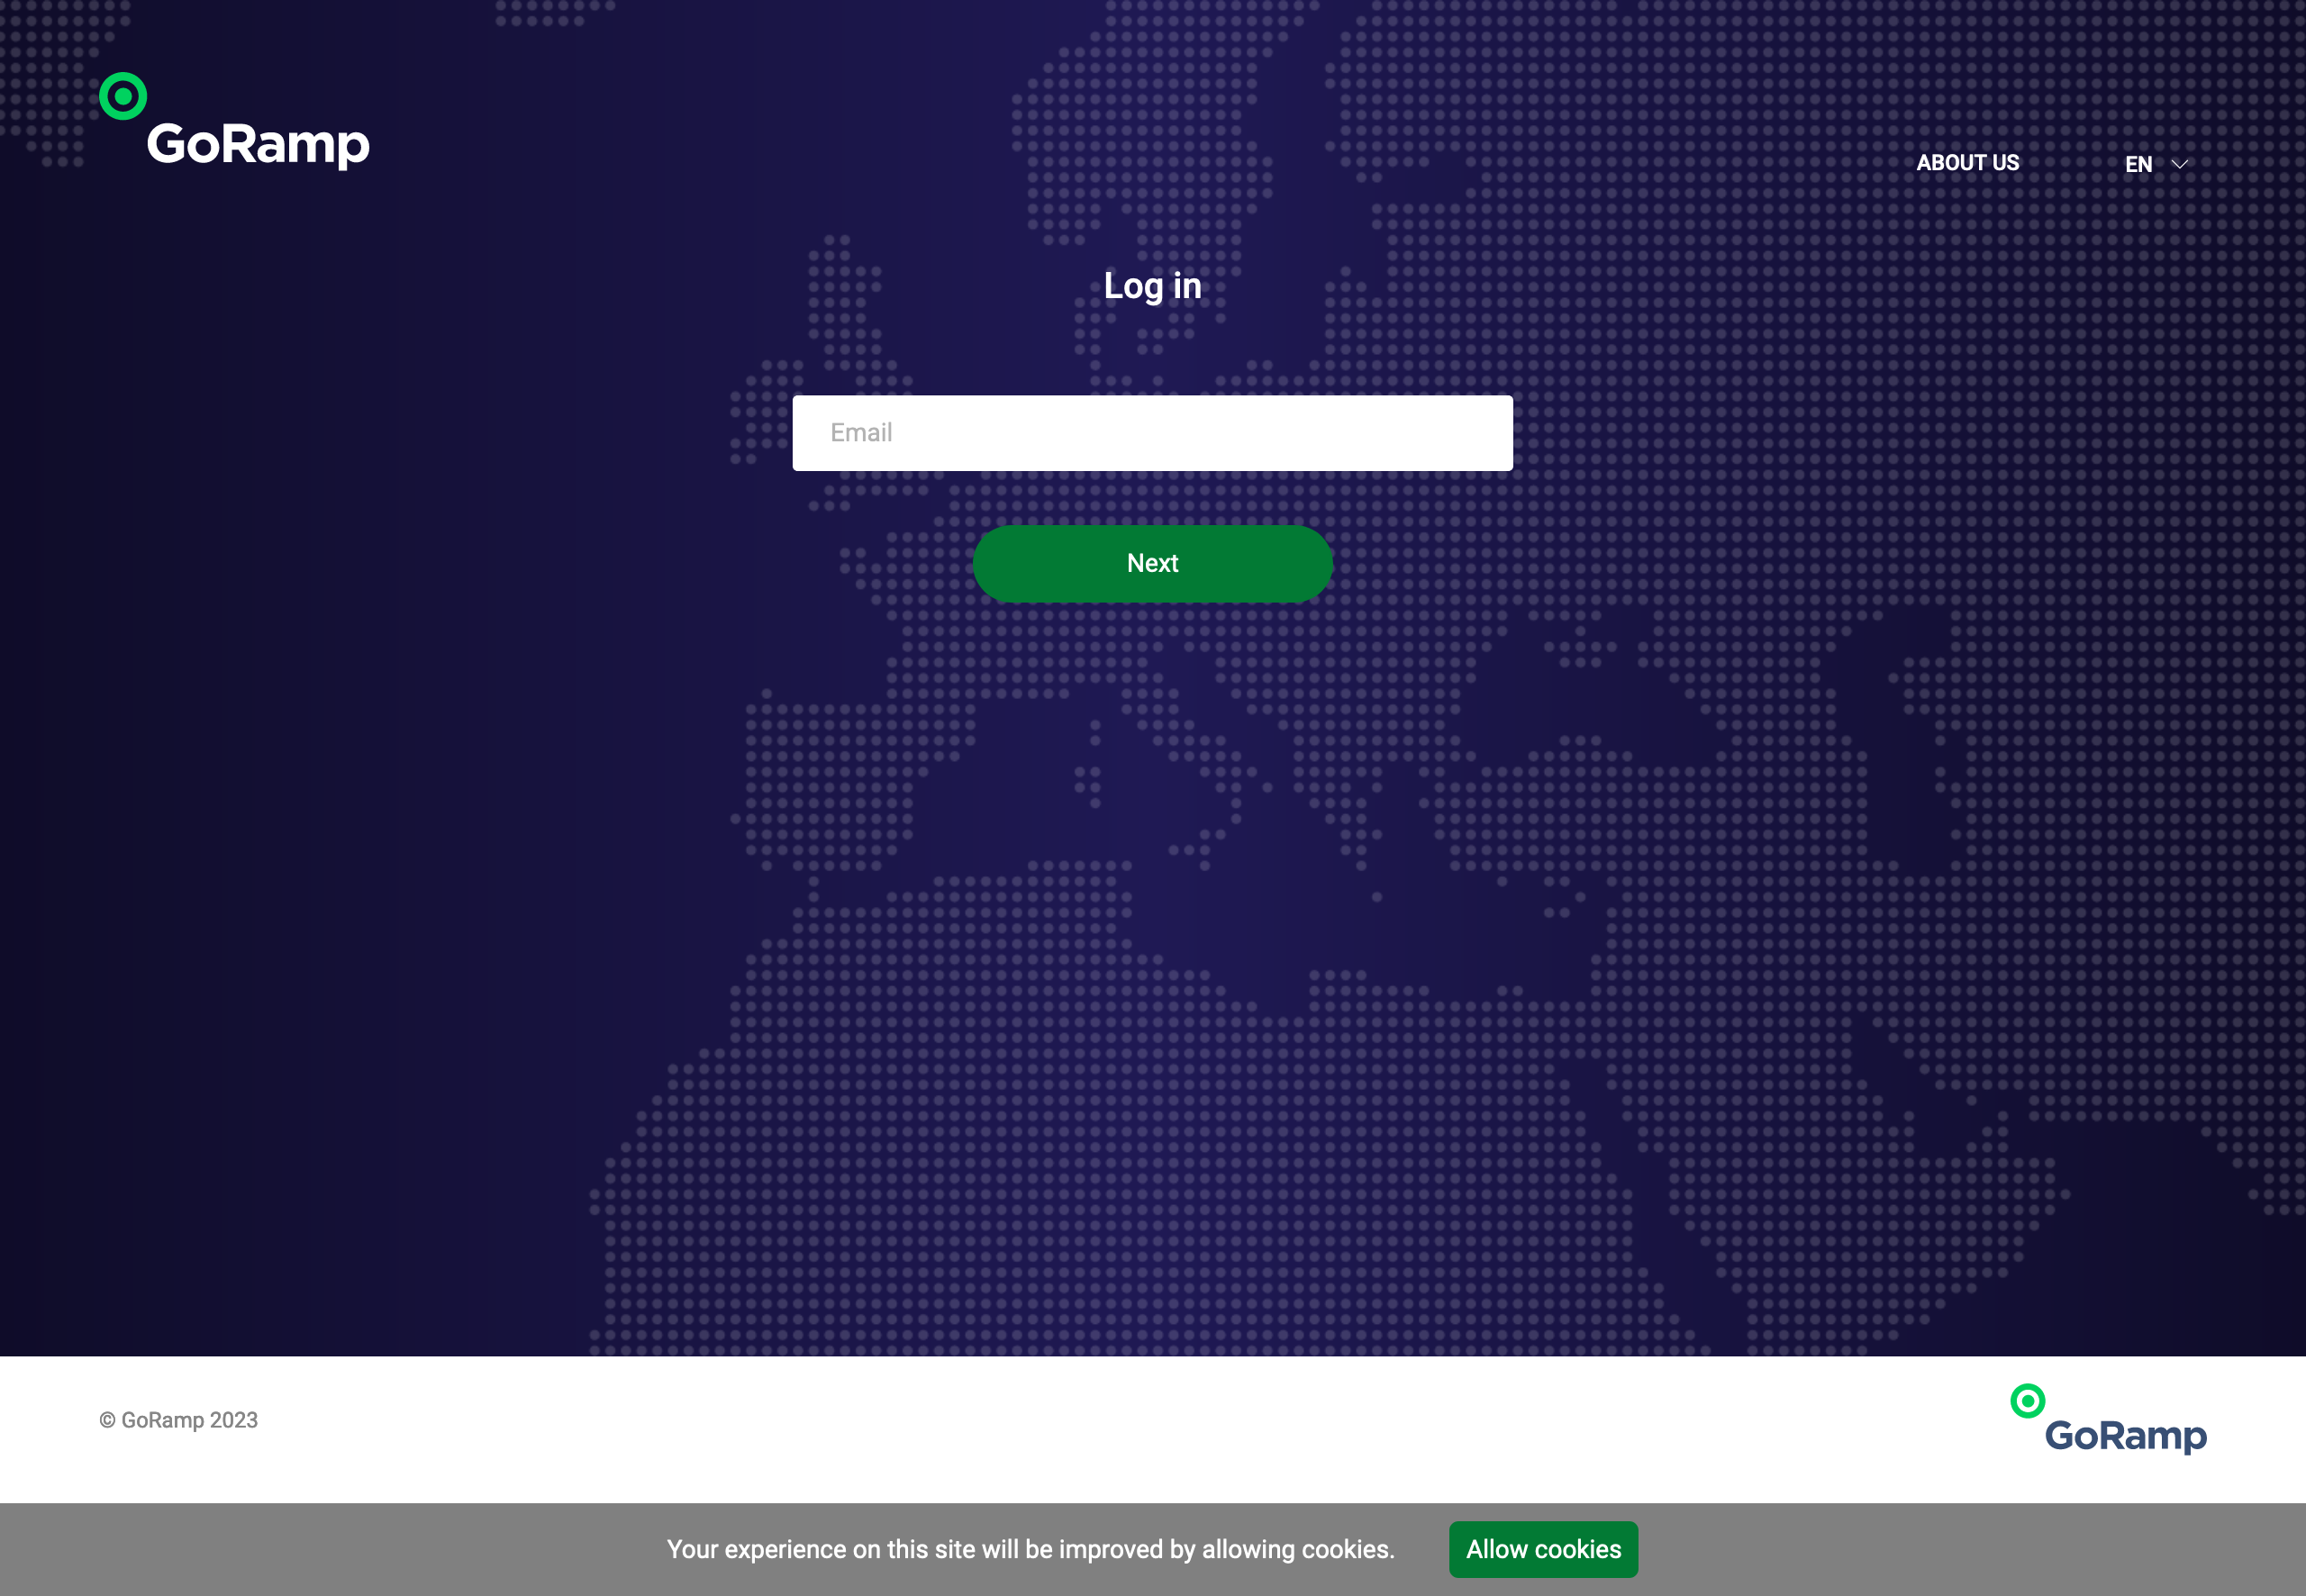 GoRamp
ABOUT US
EN
Log in
Email
Next
© GoRamp 2023
GoRamp
Your experience on this site will be improved by allowing cookies.
Allow cookies